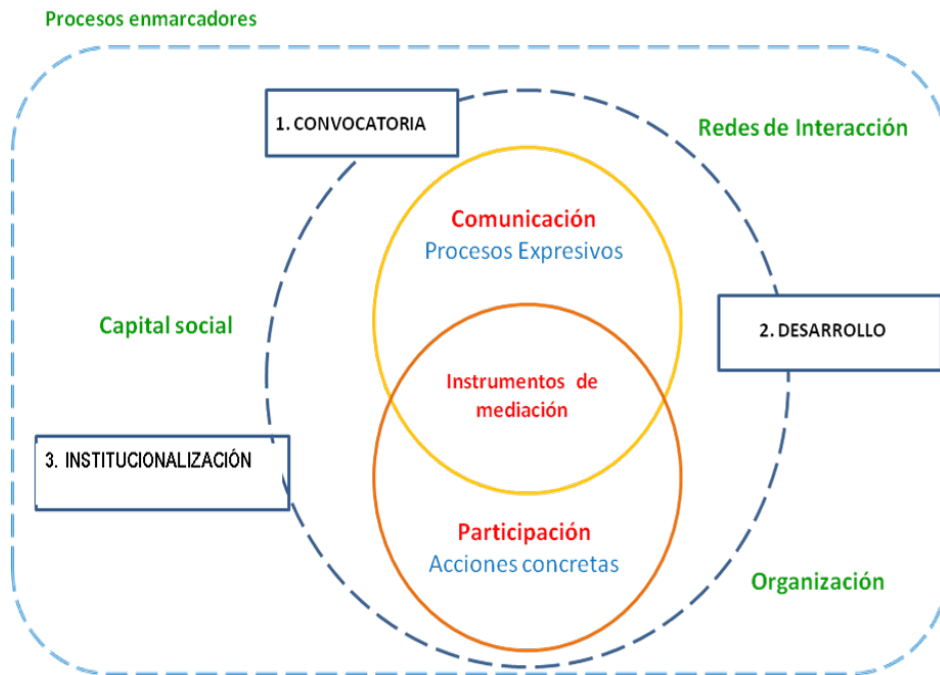 Procesos enmarcadores
1. CONVOCATORIA
Redes de Interacción
Comunicación
Procesos Expresivos
Capital social
2. DESARROLLO
Instrumentos de
mediación
3. INSTITUCIONALIZACIÓN
Participación
Acciones concretas
Organización